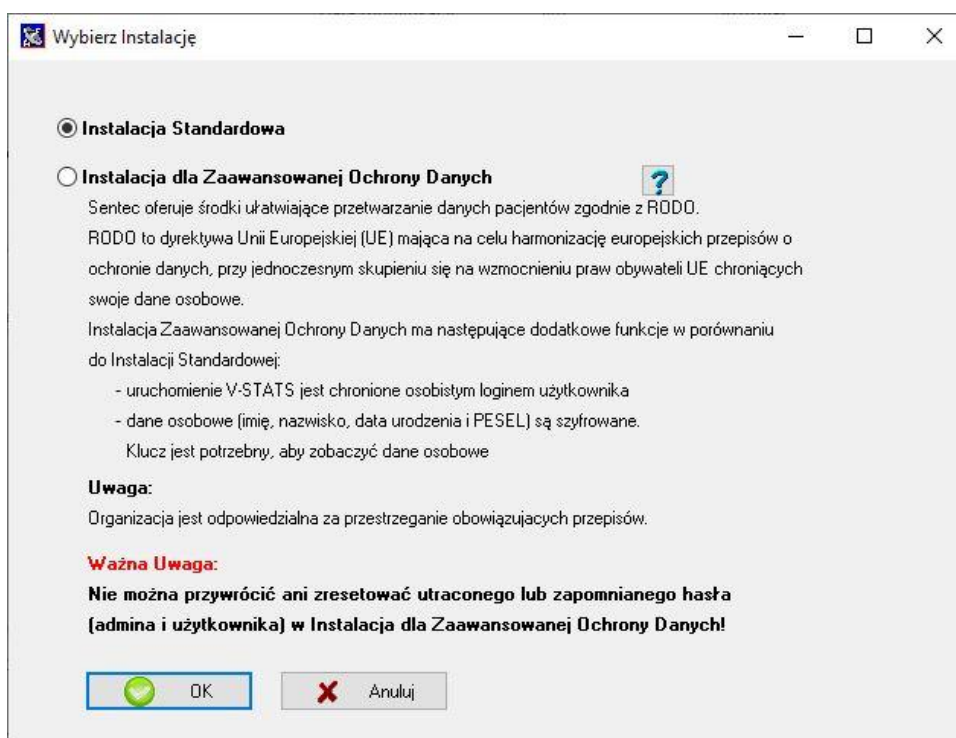 Wybierz Instalację
Instalacja Standardowa
Instalacja dla Zaawansowanej Ochrony Danych
?
Sentec oferuje środki ułatwiające przetwarzanie danych pacjentów zgodnie z RODO.
RODO to dyrektywa Unii Europejskiej (UE) mająca na celu harmonizację europejskich przepisów o
ochronie danych, przy jednoczesnym skupieniu się na wzmocnieniu praw obywateli UE chroniących
swoje dane osobowe.
Instalacja Zaawansowanej Ochrony Danych ma następujące dodatkowe funkcje w porównaniu
do Instalacji Standardowej:
- uruchomienie V-STATS jest chronione osobistym loginem użytkownika
- dane osobowe (imię, nazwisko, data urodzenia i PESEL) są szyfrowane.
Klucz jest potrzebny, aby zobaczyć dane osobowe
Uwaga:
Organizacja jest odpowiedzialna za przestrzeganie obowiązujacych przepisów.
Ważna Uwaga:
Nie można przywrócić ani zresetować utraconego lub zapomnianego hasła
(admina i użytkownika) w Instalacja dla Zaawansowanej Ochrony Danych!
OK
Anuluj